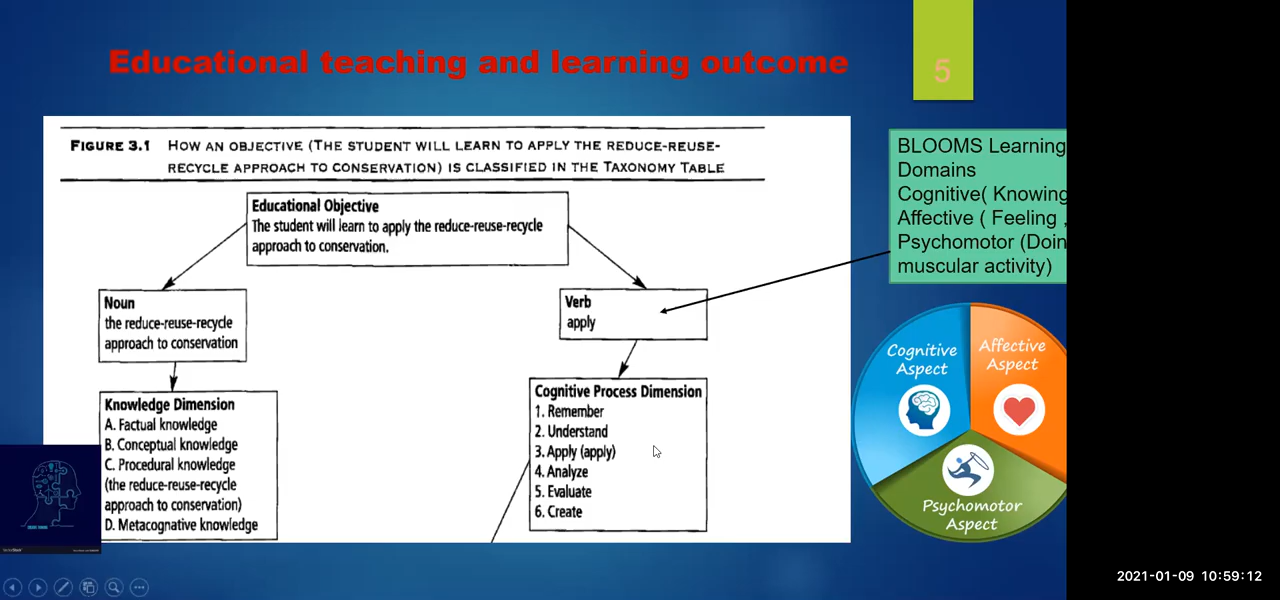 Educational teaching and learning outcome
5
FIGURE 3.1 HOW AN OBJECTIVE (THE STUDENT WILL LEARN TO APPLY THE REDUCE-REUSE-
RECYCLE APPROACH TO CONSERVATION) IS CLASSIFIED IN THE TAXONOMY TABLE
Educational Objective
The student will learn to apply the reduce-reuse-recycle
approach to conservation.
Noun
the reduce-reuse-recycle
approach to conservation
Verb
apply
Knowledge Dimension
A. Factual knowledge
B. Conceptual knowledge
C. Procedural knowledge
(the reduce-reuse-recycle
approach to conservation)
D. Metacognative knowledge
Cognitive Process Dimension
1. Remember
2. Understand
3. Apply (apply)
4. Analyze
5. Evaluate
6. Create
BLOOMS Learning
Domains
Cognitive( Knowing
Affective ( Feeling ,
Psychomotor (Doin
muscular activity)
Cognitive
Aspect
Affective
Aspect
Psychomotor
Aspect
2021-01-09 10:59:12